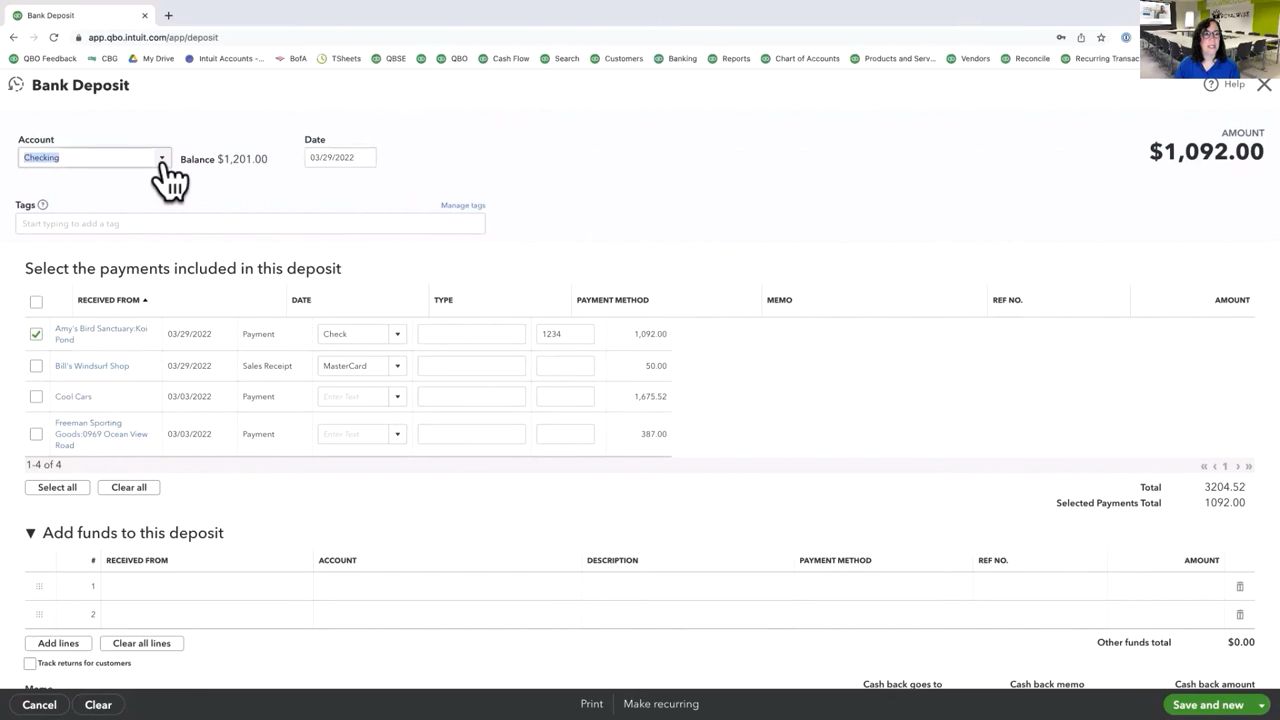 Bank Deposit
app.qbo.intuit.com/app/deposit
QBO Feedback CBG My Drive Intuit Accounts -... BofA TSheets QBSE QBO Cash Flow Search Customers Banking Reports Chart of Accounts Products and Serv... Vendors Reconcile Recurring Transac
Bank Deposit
Help
Account
Date
AMOUNT
Checking
Balance $1,201.00
03/29/2022
$1,092.00
Tags
Manage tags
Start typing to add a tag
Select the payments included in this deposit
RECEIVED FROM DATE TYPE PAYMENT METHOD MEMO REF NO. AMOUNT
Amy's Bird Sanctuary:Koi
Pond
03/29/2022 Payment Check 1234 1,092.00
Bill's Windsurf Shop 03/29/2022 Sales Receipt MasterCard 50.00
Cool Cars 03/03/2022 Payment Enter Text 1,675.52
Freeman Sporting
Goods:0969 Ocean View
Road
03/03/2022 Payment Enter Text 387.00
1-4 of 4
« ‹ 1 › »
Select all Clear all
Total 3204.52
Selected Payments Total 1092.00
Add funds to this deposit
# RECEIVED FROM ACCOUNT DESCRIPTION PAYMENT METHOD REF NO. AMOUNT
1
2
Add lines Clear all lines
Other funds total $0.00
Track returns for customers
Cash back goes to Cash back memo Cash back amount
Cancel Clear Print Make recurring Save and new